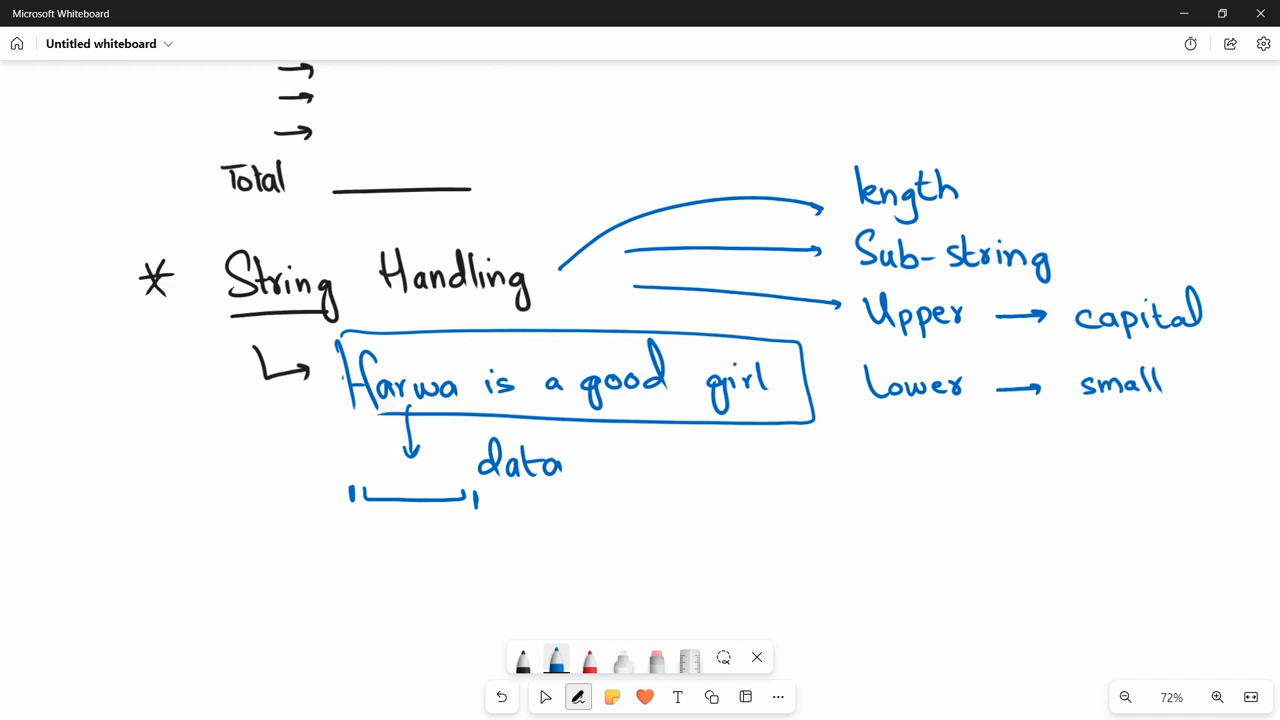 Microsoft Whiteboard
Untitled whiteboard
Total
* String Handling
length
Sub-string
Upper → capital
Lower → small
Harwa is a good girl
data
72%